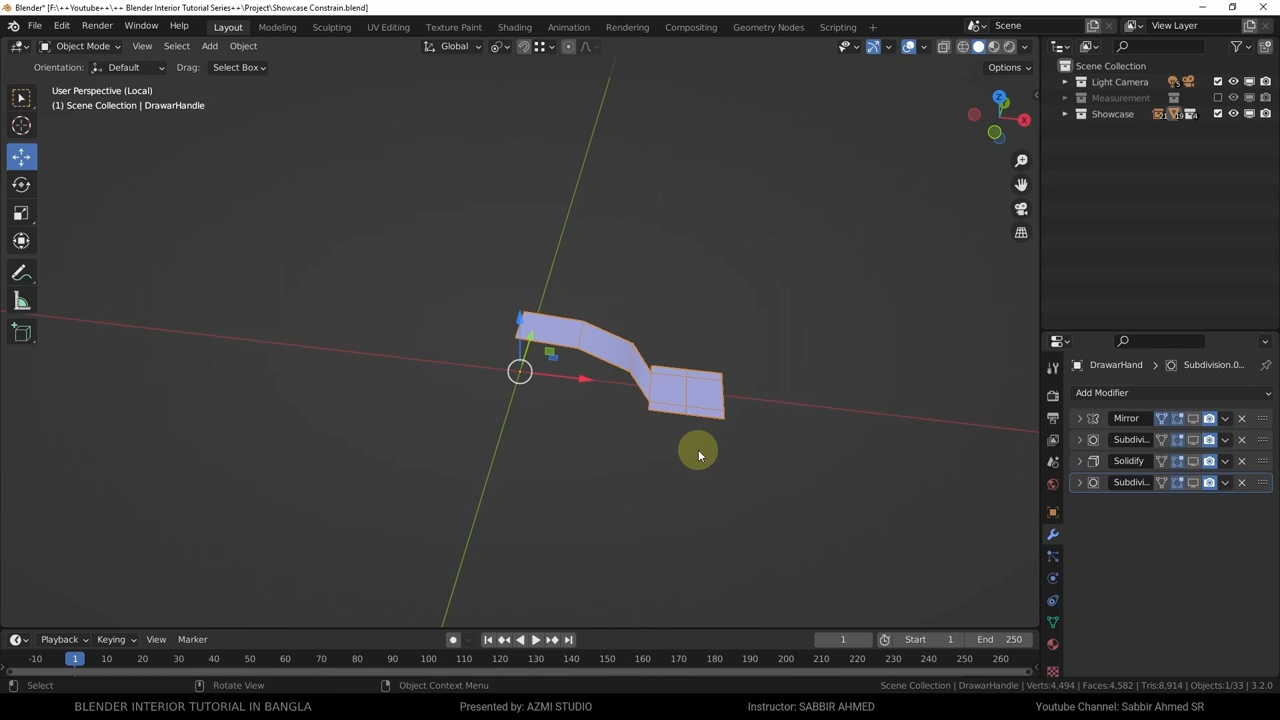 Blender* [F:\++Youtube++\++ Blender Interior Tutorial Series++\Project\Showcase Constrain.blend]
File Edit Render Window Help Layout Modeling Sculpting UV Editing Texture Paint Shading Animation Rendering Compositing Geometry Nodes Scripting + Scene View Layer
Object Mode View Select Add Object Global
Orientation: Default Drag: Select Box Options
User Perspective (Local)
(1) Scene Collection | DrawarHandle
Z
X
Scene Collection
Light Camera 5
Measurement
Showcase 21 19 4
DrawarHand > Subdivision.0...
Add Modifier
Mirror
Subdivi...
Solidify
Subdivi...
Playback Keying View Marker 1 Start 1 End 250
-10 1 10 20 30 40 50 60 70 80 90 100 110 120 130 140 150 160 170 180 190 200 210 220 230 240 250 260
Select Rotate View Object Context Menu Scene Collection | DrawarHandle | Verts:4,494 | Faces:4,582 | Tris:8,914 | Objects:1/33 | 3.2.0
BLENDER INTERIOR TUTORIAL IN BANGLA Presented by: AZMI STUDIO Instructor: SABBIR AHMED Youtube Channel: Sabbir Ahmed SR